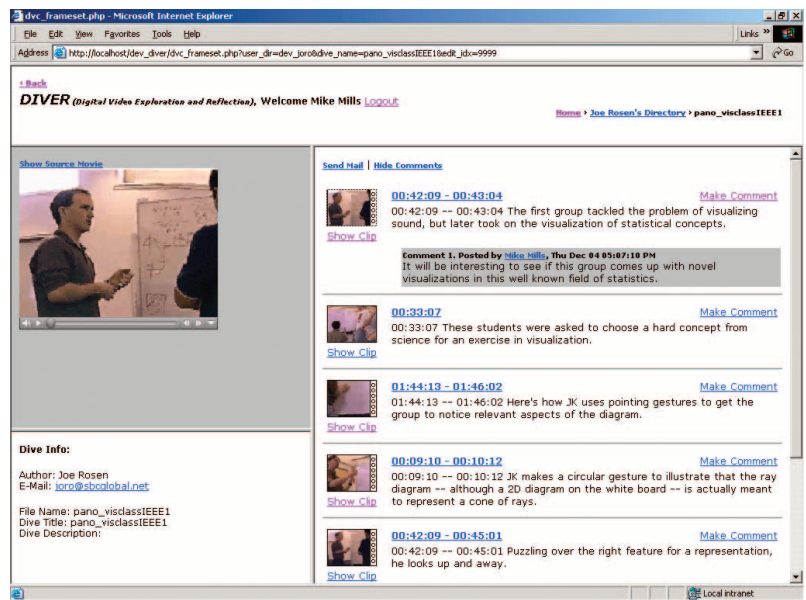 dvc_frameset.php - Microsoft Internet Explorer
File Edit View Favorites Tools Help
Links »
Address http://localhost/dev_diver/dvc_frameset.php?user_dir=dev_joro&dive_name=pano_visclassIEEE1&edit_idx=9999
Go
‹ Back
DIVER (Digital Video Exploration and Reflection), Welcome Mike Mills Logout
Home › Joe Rosen's Directory › pano_visclassIEEE1
Show Source Movie
Dive Info:
Author: Joe Rosen
E-Mail: joro@sbcglobal.net
File Name: pano_visclassIEEE1
Dive Title: pano_visclassIEEE1
Dive Description:
Send Mail | Hide Comments
00:42:09 - 00:43:04 Make Comment
00:42:09 -- 00:43:04 The first group tackled the problem of visualizing
sound, but later took on the visualization of statistical concepts.
Show Clip
Comment 1. Posted by Mike Mills, Thu Dec 04 05:07:10 PM
It will be interesting to see if this group comes up with novel
visualizations in this well known field of statistics.
00:33:07 Make Comment
00:33:07 These students were asked to choose a hard concept from
science for an exercise in visualization.
Show Clip
01:44:13 - 01:46:02 Make Comment
01:44:13 -- 01:46:02 Here's how JK uses pointing gestures to get the
group to notice relevant aspects of the diagram.
Show Clip
00:09:10 - 00:10:12 Make Comment
00:09:10 -- 00:10:12 JK makes a circular gesture to illustrate that the ray
diagram -- although a 2D diagram on the white board -- is actually meant
to represent a cone of rays.
Show Clip
00:42:09 - 00:45:01 Make Comment
00:42:09 -- 00:45:01 Puzzling over the right feature for a representation,
he looks up and away.
Show Clip
Local intranet